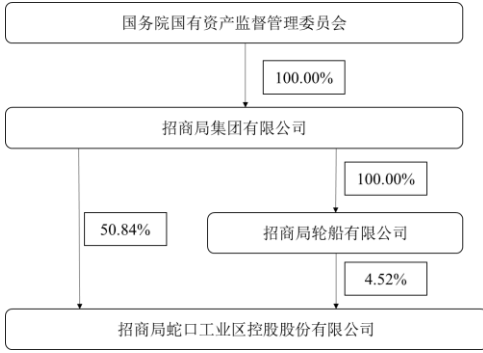 国务院国有资产监督管理委员会
100.00%
招商局集团有限公司
100.00%
50.84%
招商局轮船有限公司
4.52%
招商局蛇口工业区控股股份有限公司